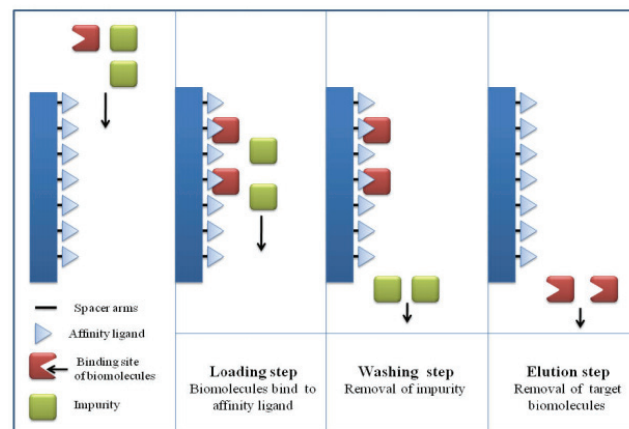 Spacer arms
Affinity ligand
Binding site
of biomolecules
Impurity
Loading step
Biomolecules bind to
affinity ligand
Washing step
Removal of impurity
Elution step
Removal of target
biomolecules